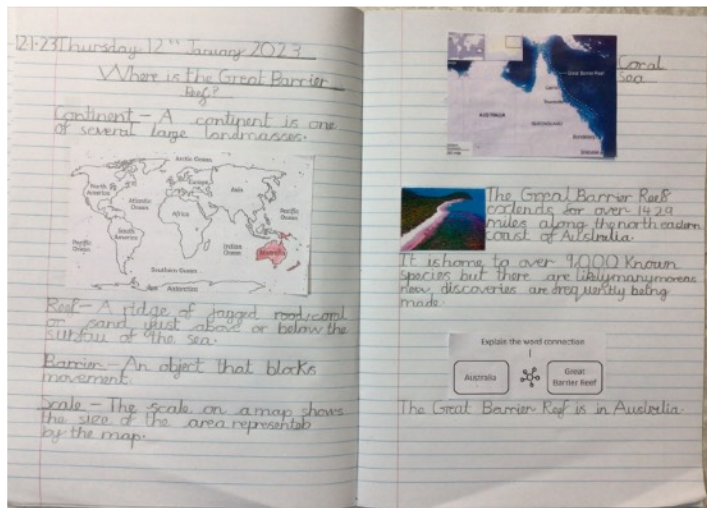 12.1.23 Thursday 12th January 2023
Where is the Great Barrier
Reef?
Continent – A continent is one
of several large landmasses.
Arctic Ocean
North America
Europe
Asia
Atlantic Ocean
Pacific Ocean
Africa
South America
Pacific Ocean
Indian Ocean
Australia
Southern Ocean
Antarctica
Reef – A ridge of jagged rock/coral
or sand just above or below the
of the sea.
Barrier – An object that blocks
movement.
Scale – The scale on a map shows
the size of the area represented
by the map.
Coral
Sea
Great Barrier Reef
AUSTRALIA
QUEENSLAND
The Great Barrier Reef
extends for over 1429
miles along the north eastern
coast of Australia.
It is home to over 9000 known
species but there are likely many more as
new discoveries are frequently being
made.
Explain the word connection
Australia
Great
Barrier Reef
The Great Barrier Reef is in Australia.